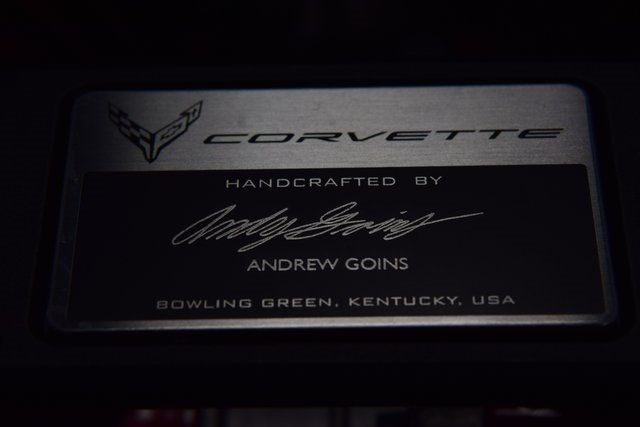 CORVETTE
HANDCRAFTED BY
Andy Goins
ANDREW GOINS
BOWLING GREEN, KENTUCKY, USA